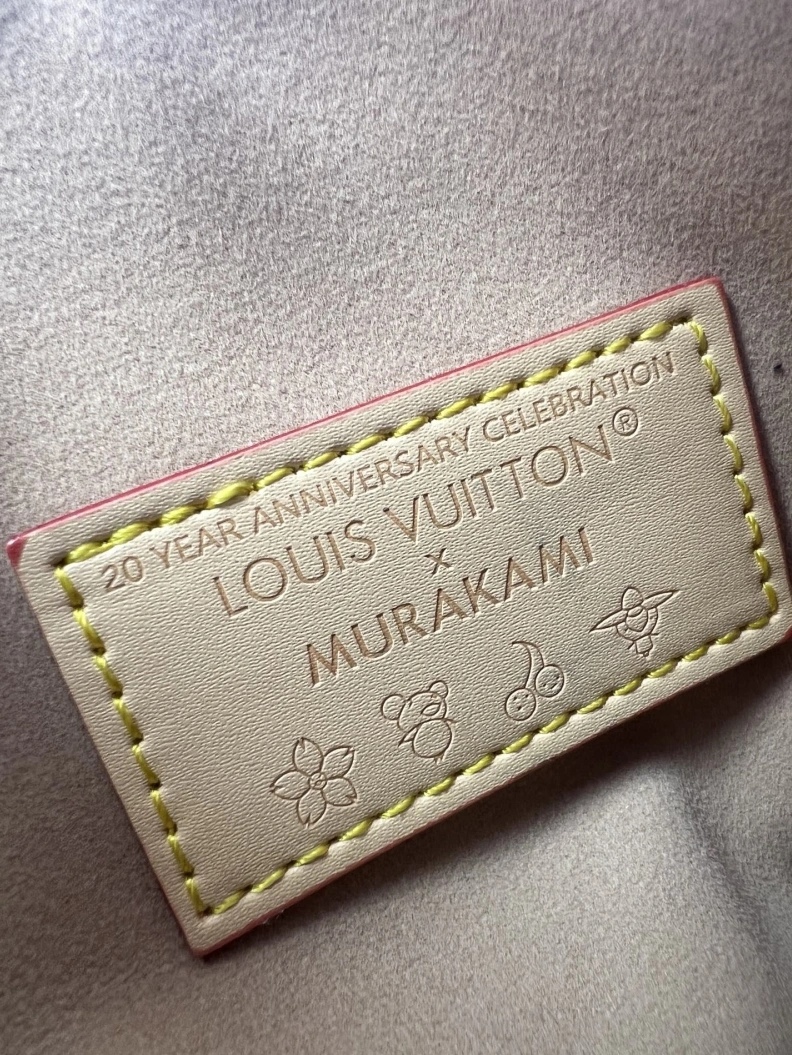 20 YEAR ANNIVERSARY CELEBRATION
LOUIS VUITTON®
x
MURAKAMI